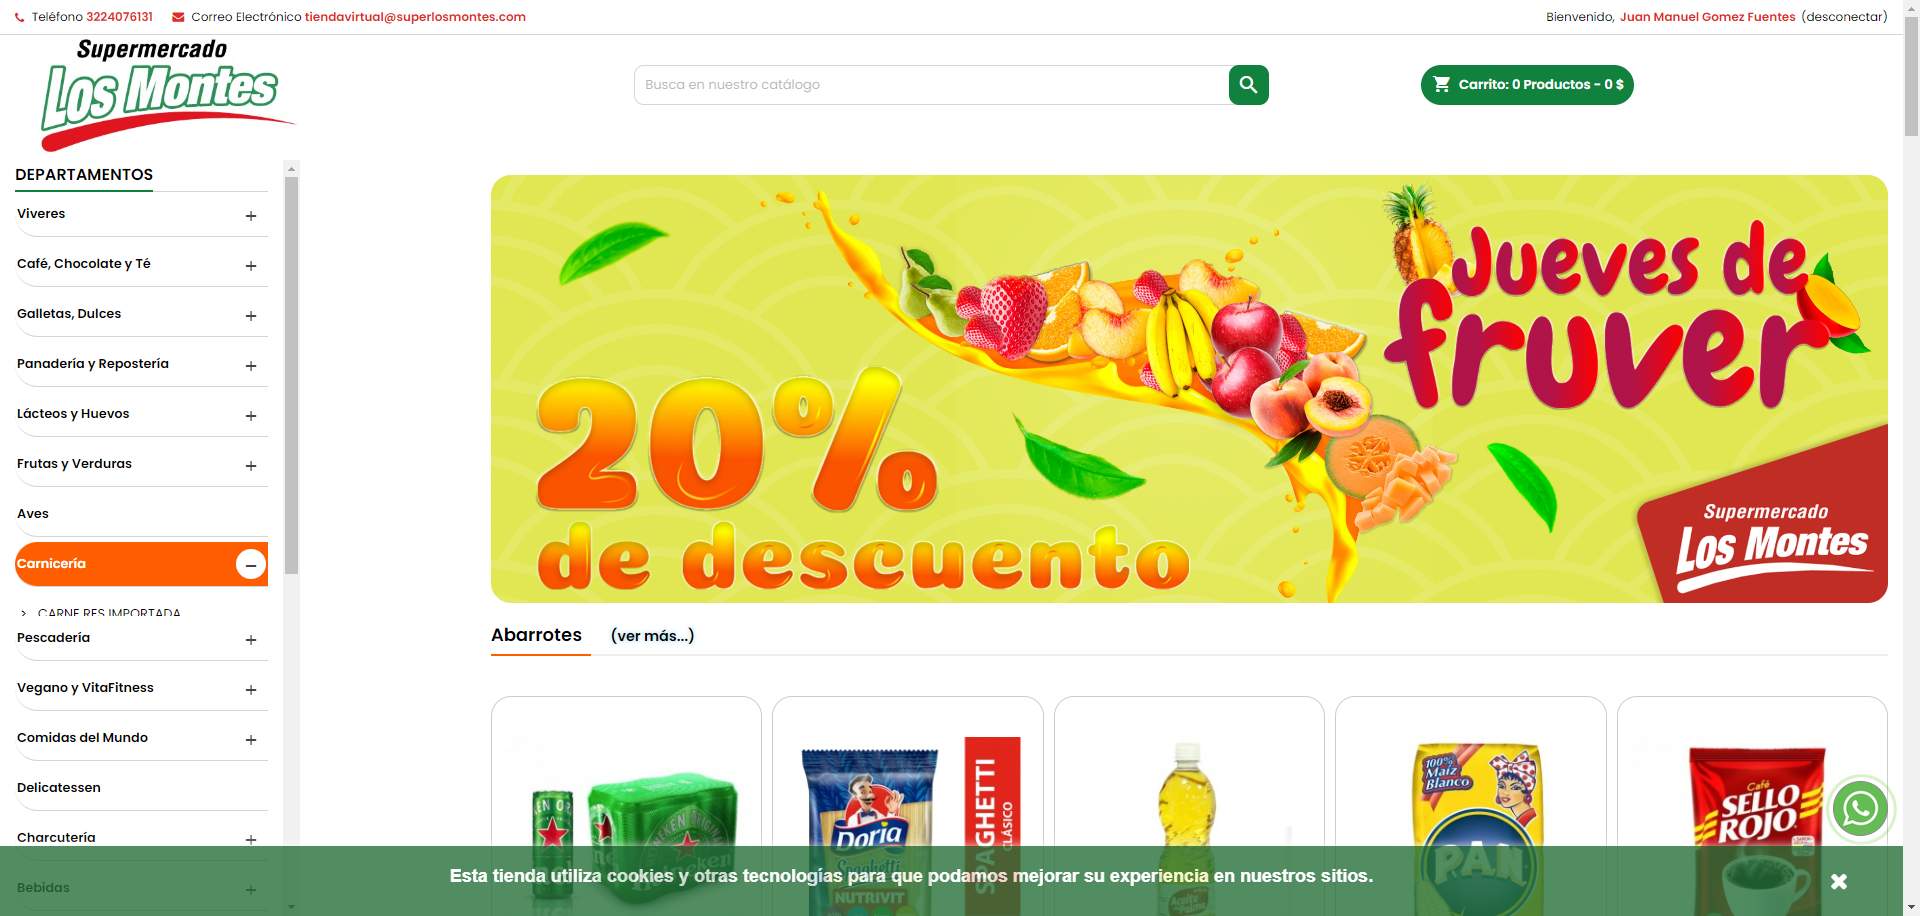 Teléfono 3224076131 Correo Electrónico tiendavirtual@superlosmontes.com Bienvenido, Juan Manuel Gomez Fuentes (desconectar)
Supermercado
Los Montes
Busca en nuestro catálogo
Carrito: 0 Productos - 0 $
DEPARTAMENTOS
Viveres +
Café, Chocolate y Té +
Galletas, Dulces +
Panadería y Repostería +
Lácteos y Huevos +
Frutas y Verduras +
Aves
Carnicería −
> CARNE RES IMPORTADA
Pescadería +
Vegano y VitaFitness +
Comidas del Mundo +
Delicatessen
Charcutería +
Bebidas +
Jueves de
fruver
20%
de descuento
Supermercado
Los Montes
Abarrotes (ver más...)
Heineken
Doria
Spaghetti
NUTRIVIT
SPAGHETTI
CLÁSICO
Aceite
de Palma
100%
Maíz
Blanco
PAN
Café
SELLO
ROJO
Esta tienda utiliza cookies y otras tecnologías para que podamos mejorar su experiencia en nuestros sitios.